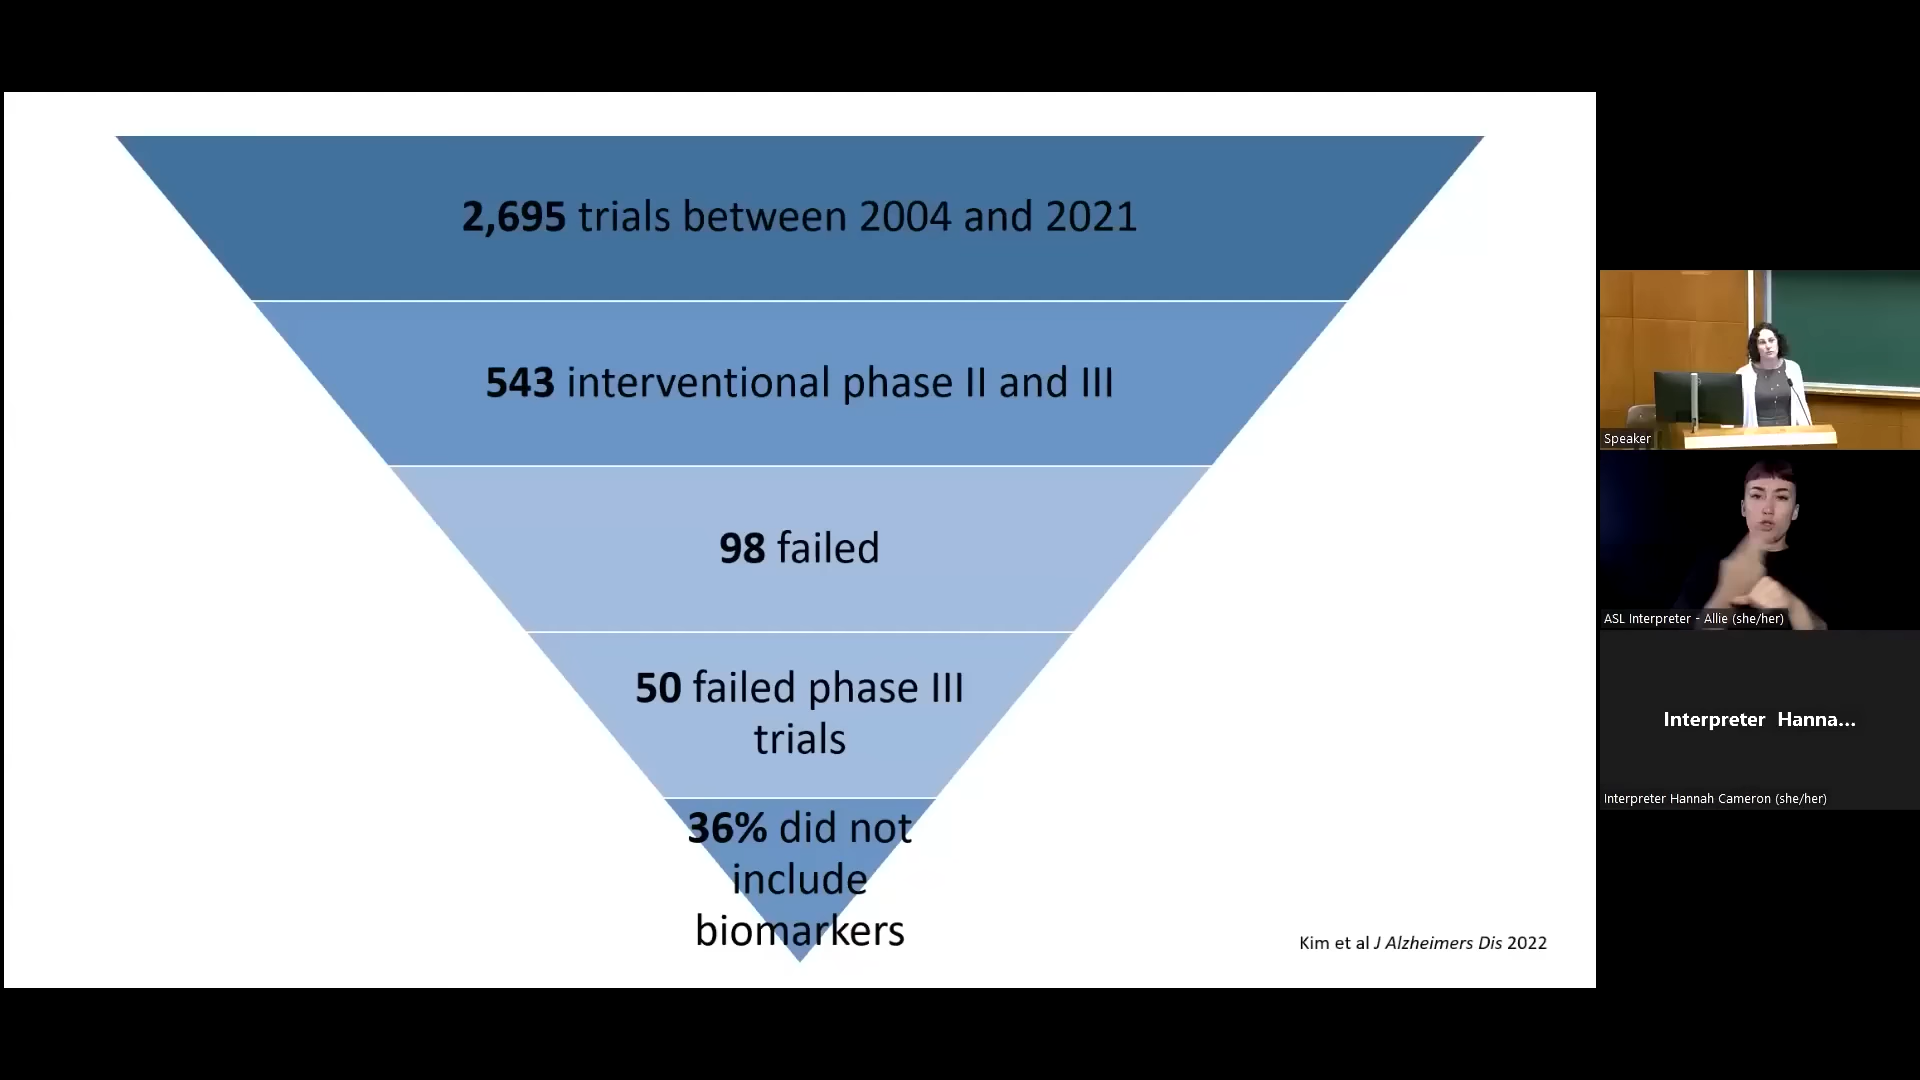 2,695 trials between 2004 and 2021
543 interventional phase II and III
98 failed
50 failed phase III
trials
36% did not
include
biomarkers
Kim et al J Alzheimers Dis 2022
Speaker
ASL Interpreter - Allie (she/her)
Interpreter Hanna...
Interpreter Hannah Cameron (she/her)